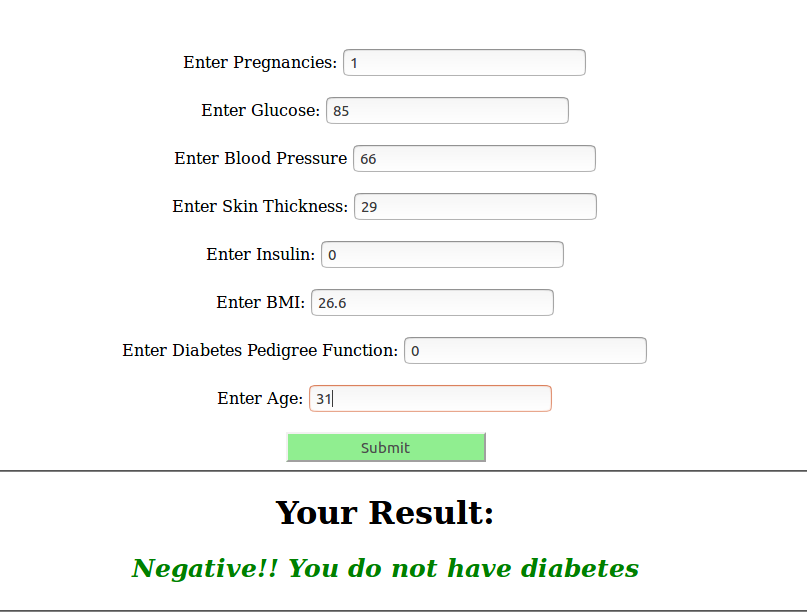 Enter Pregnancies: 1
Enter Glucose: 85
Enter Blood Pressure 66
Enter Skin Thickness: 29
Enter Insulin: 0
Enter BMI: 26.6
Enter Diabetes Pedigree Function: 0
Enter Age: 31
Submit
Your Result:
Negative!! You do not have diabetes